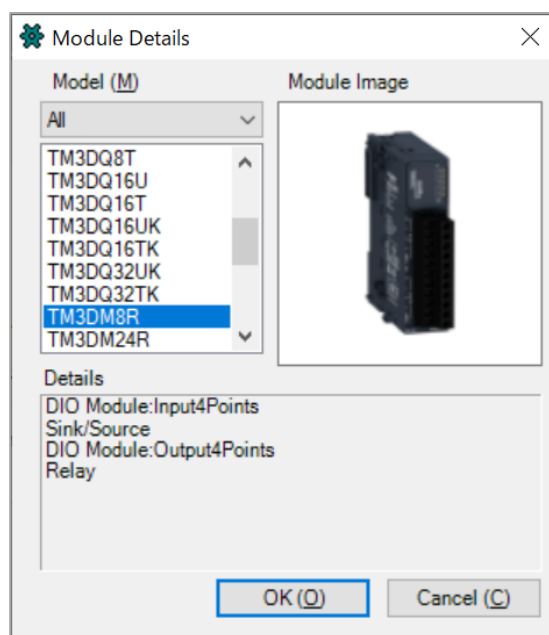 Module Details
Model (M)
Module Image
All
TM3DQ8T
TM3DQ16U
TM3DQ16T
TM3DQ16UK
TM3DQ16TK
TM3DQ32UK
TM3DQ32TK
TM3DM8R
TM3DM24R
Details
DIO Module:Input4Points
Sink/Source
DIO Module:Output4Points
Relay
OK (O)
Cancel (C)